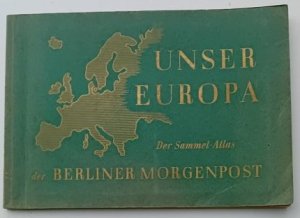 UNSER
EUROPA
Der Sammel-Atlas
der BERLINER MORGENPOST